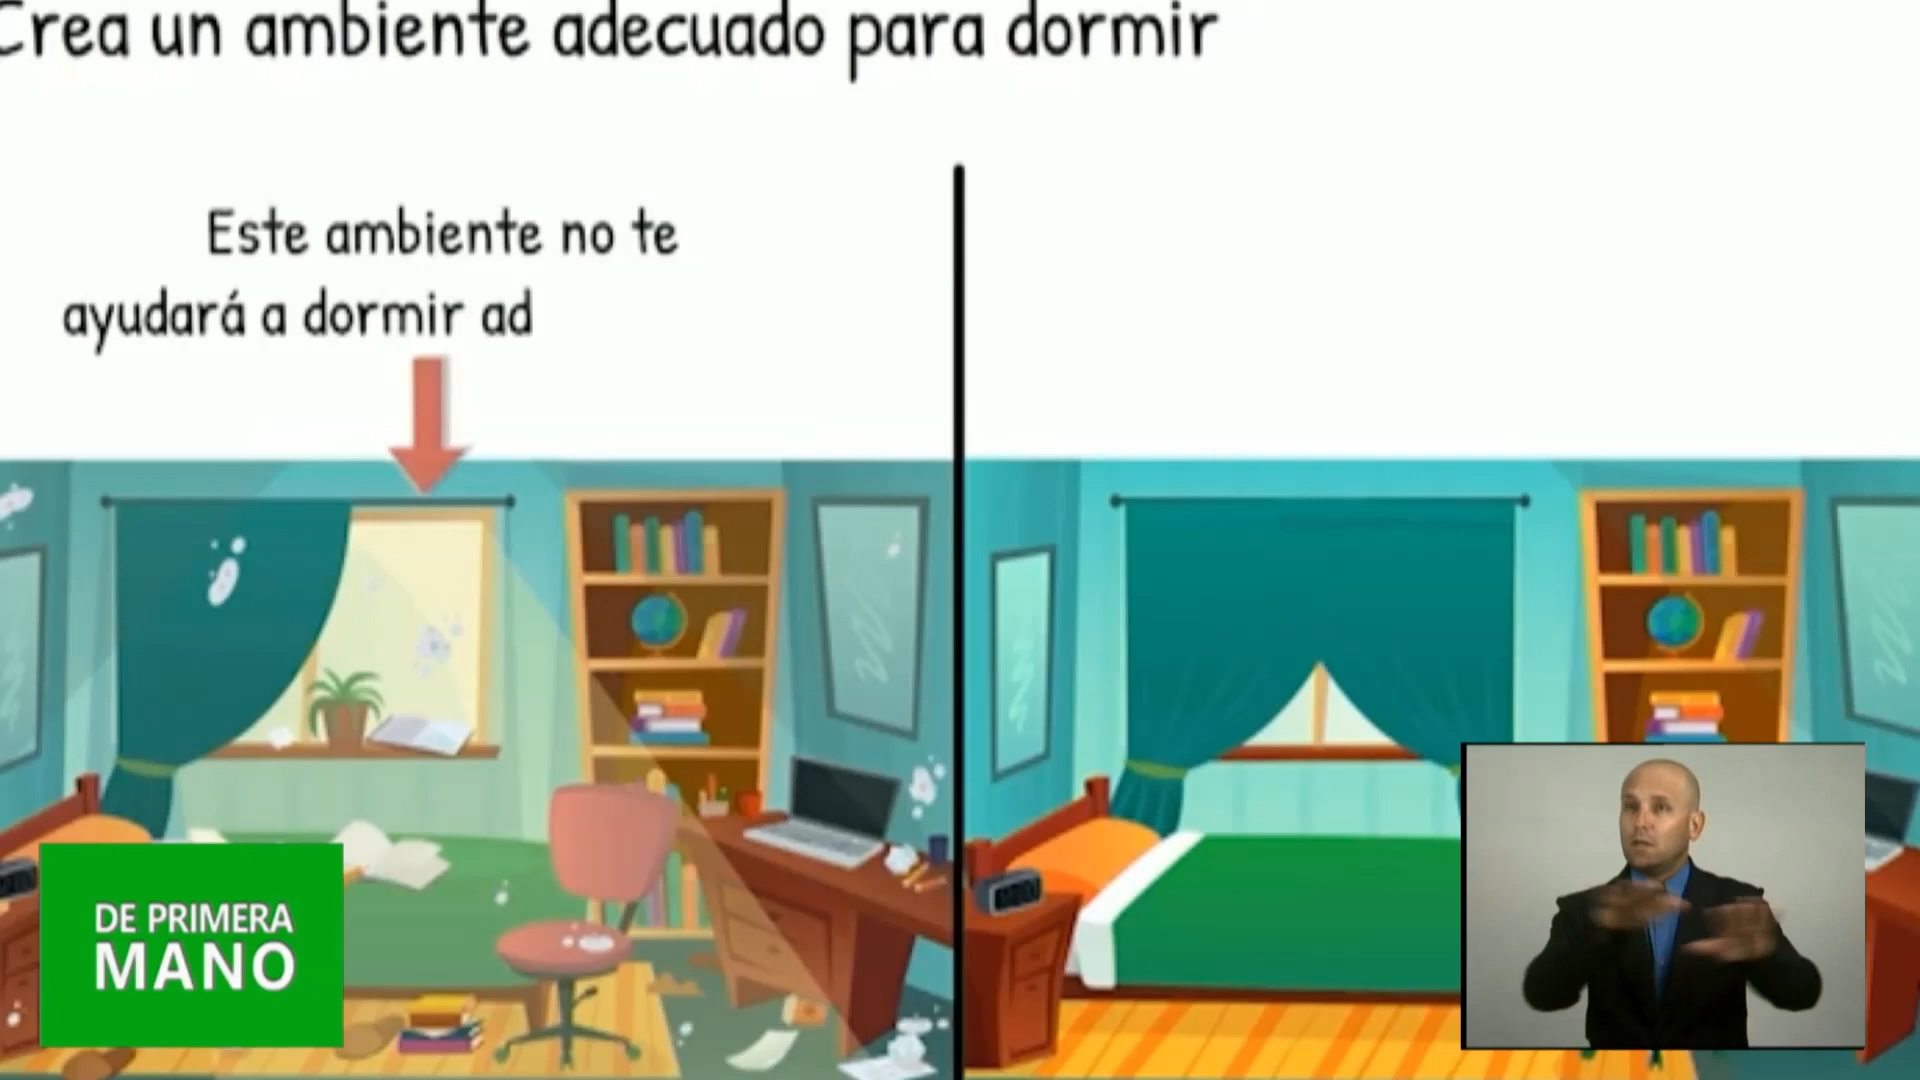 Crea un ambiente adecuado para dormir
Este ambiente no te
ayudará a dormir ad
DE PRIMERA
MANO